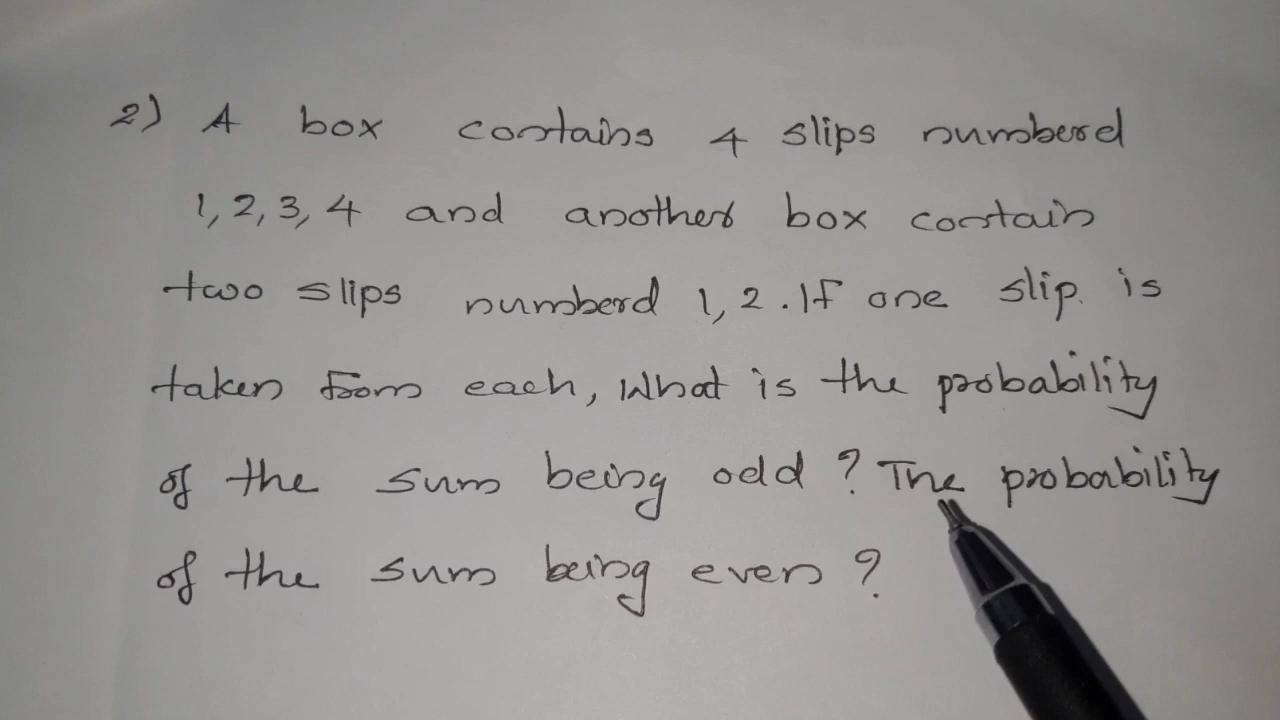 2) A box contains 4 slips numberd
1, 2, 3, 4 and another box contain
two slips numberd 1, 2. If one slip. is
taken from each, What is the probability
of the sum being odd ? The probability
of the sum being even ?